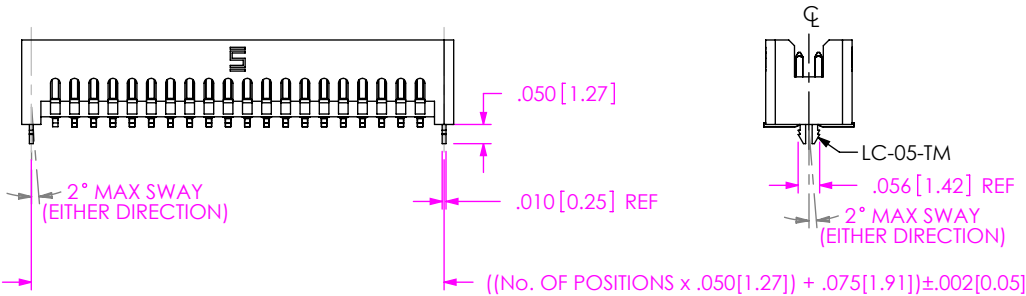 ℄
.050[1.27]
LC-05-TM
2° MAX SWAY
(EITHER DIRECTION)
.010[0.25] REF
.056[1.42] REF
2° MAX SWAY
(EITHER DIRECTION)
((No. OF POSITIONS x .050[1.27]) + .075[1.91])±.002[0.05]